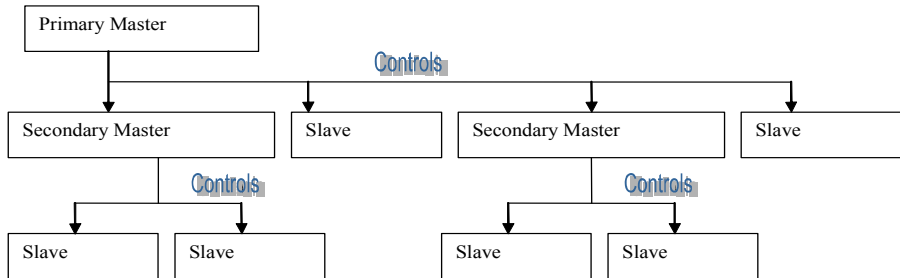 Primary Master
Controls
Secondary Master
Slave
Secondary Master
Slave
Controls
Controls
Slave
Slave
Slave
Slave